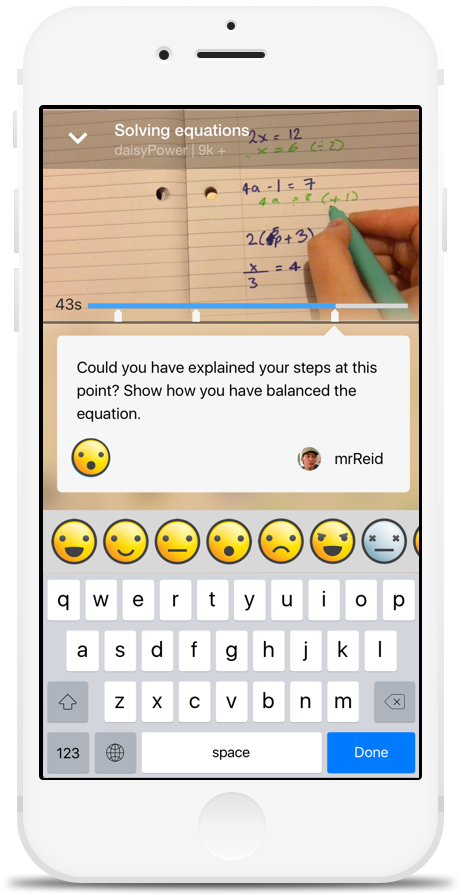 Solving equations
daisyPower | 9k +
2x = 12
x = 6 (÷2)
4a - 1 = 7
4a = 8 (+1)
2(5p + 3)
x
3
= 4
43s
Could you have explained your steps at this
point? Show how you have balanced the
equation.
mrReid
q w e r t y u i o p
a s d f g h j k l
z x c v b n m
123 space Done